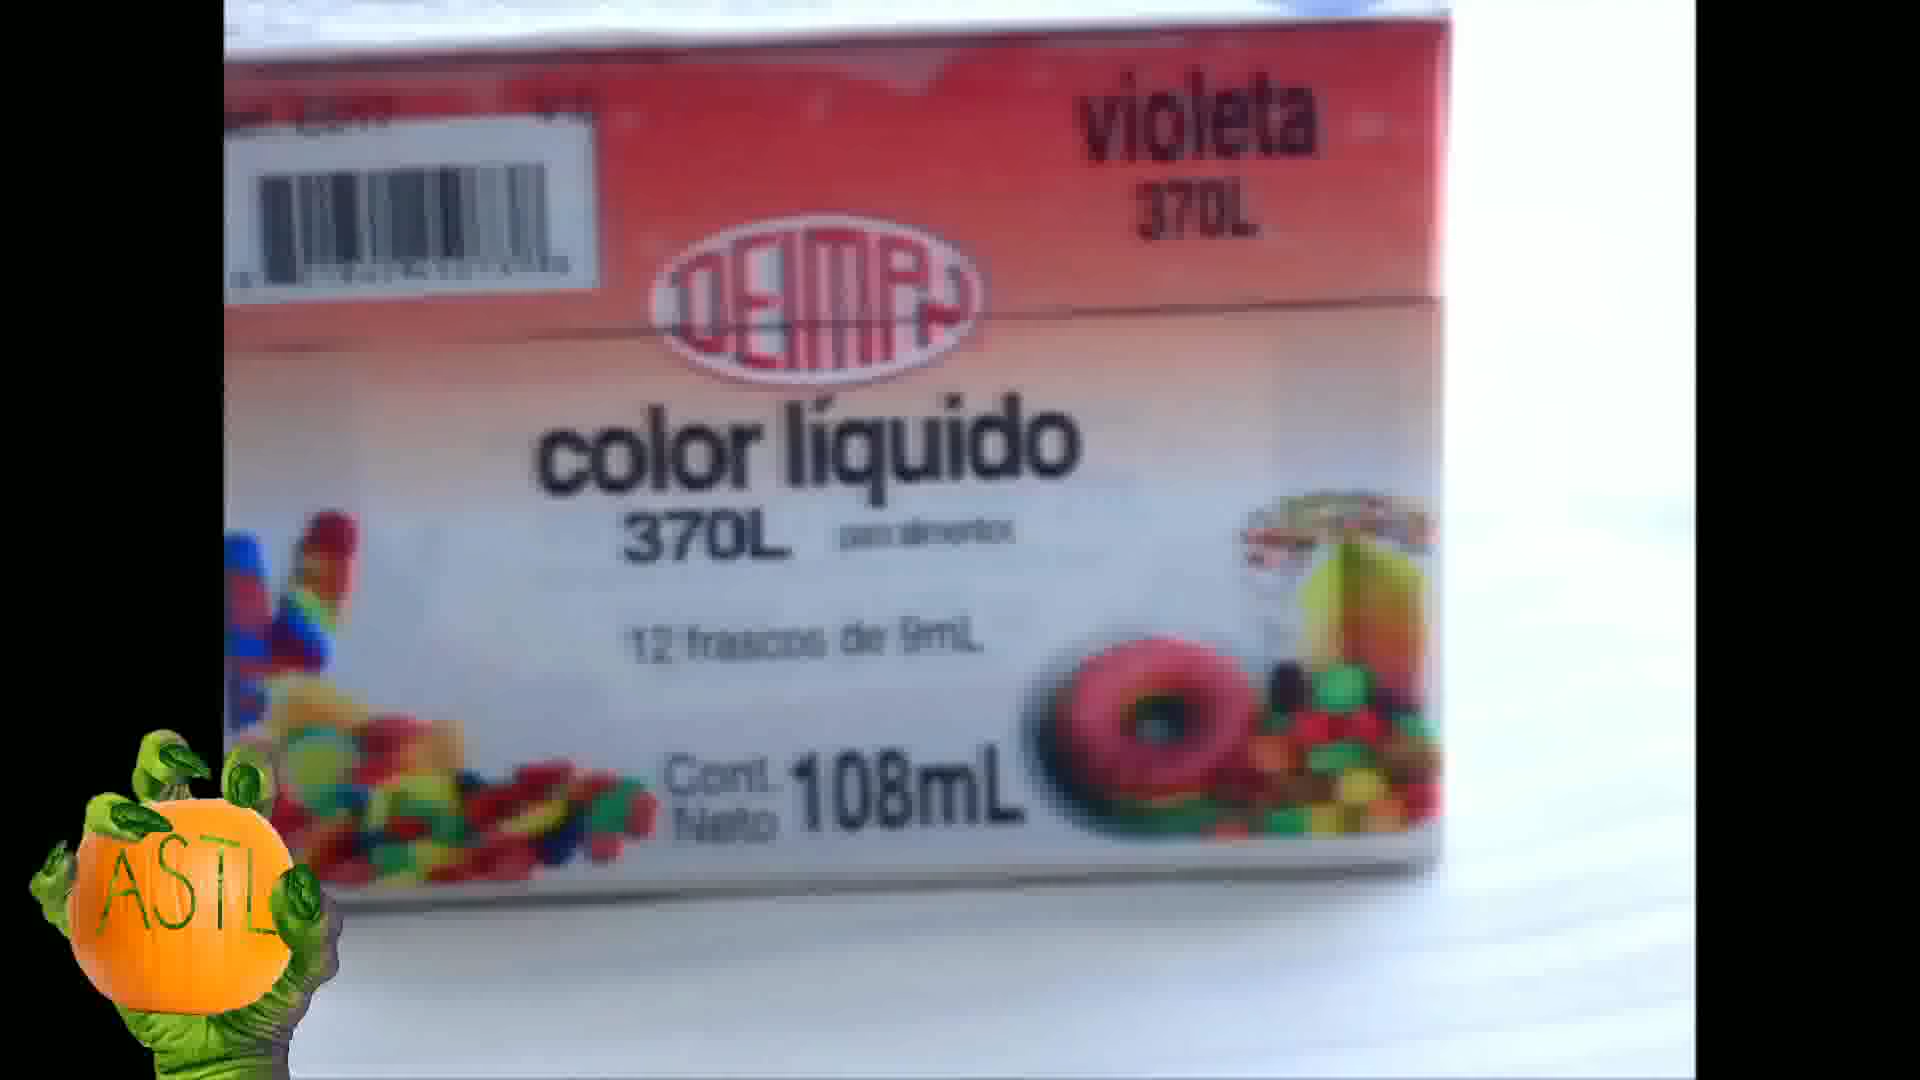 violeta
370L
DEIMAN
color líquido
370L para alimentos
12 frascos de 9mL
Cont. Neto 108mL
ASTL